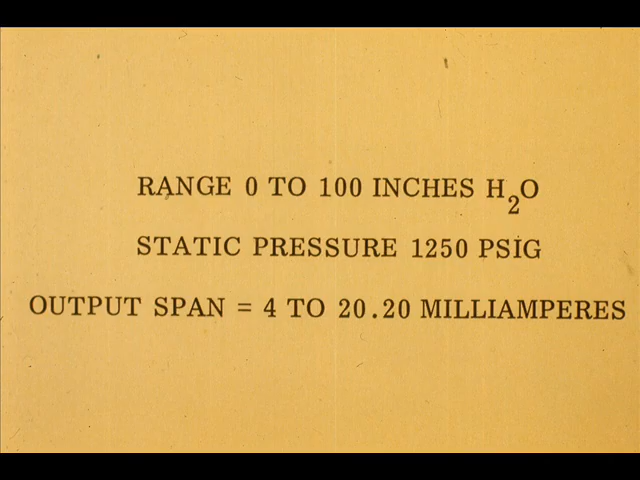 RANGE 0 TO 100 INCHES H₂O
STATIC PRESSURE 1250 PSIG
OUTPUT SPAN = 4 TO 20.20 MILLIAMPERES